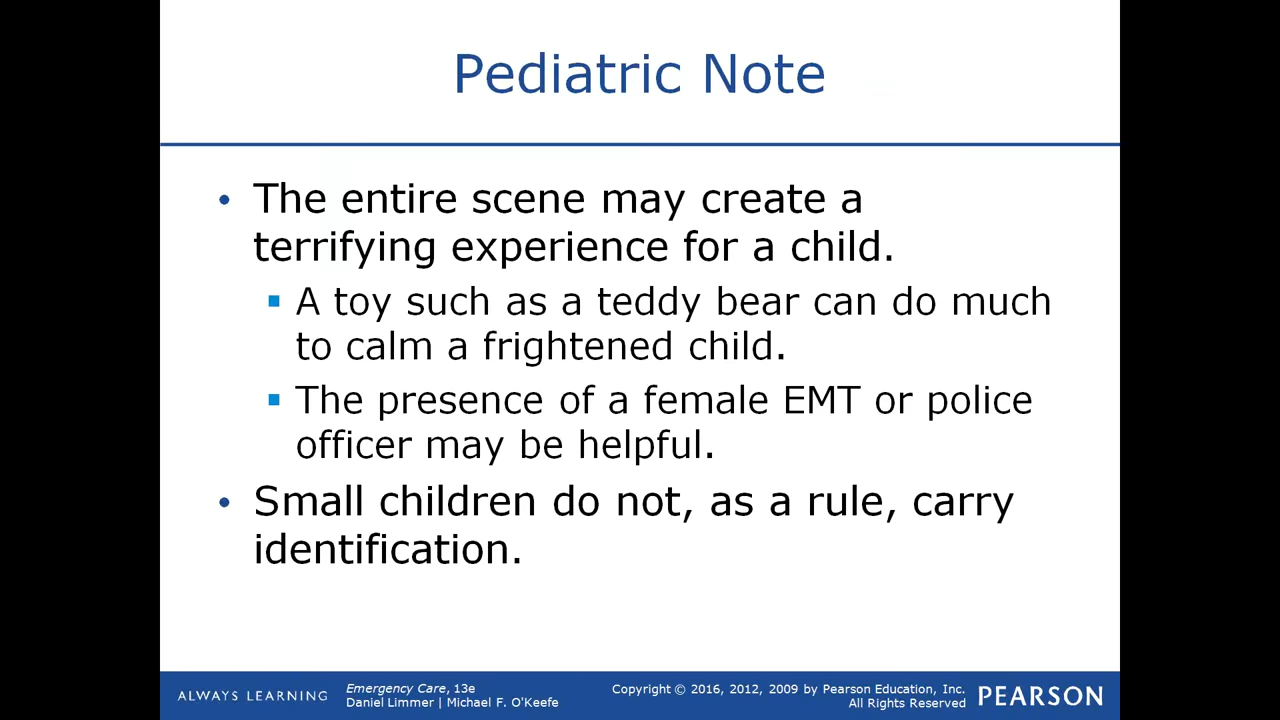 Pediatric Note
• The entire scene may create a
terrifying experience for a child.
▪ A toy such as a teddy bear can do much
to calm a frightened child.
▪ The presence of a female EMT or police
officer may be helpful.
• Small children do not, as a rule, carry
identification.
ALWAYS LEARNING
Emergency Care, 13e
Daniel Limmer | Michael F. O'Keefe
Copyright © 2016, 2012, 2009 by Pearson Education, Inc.
All Rights Reserved
PEARSON